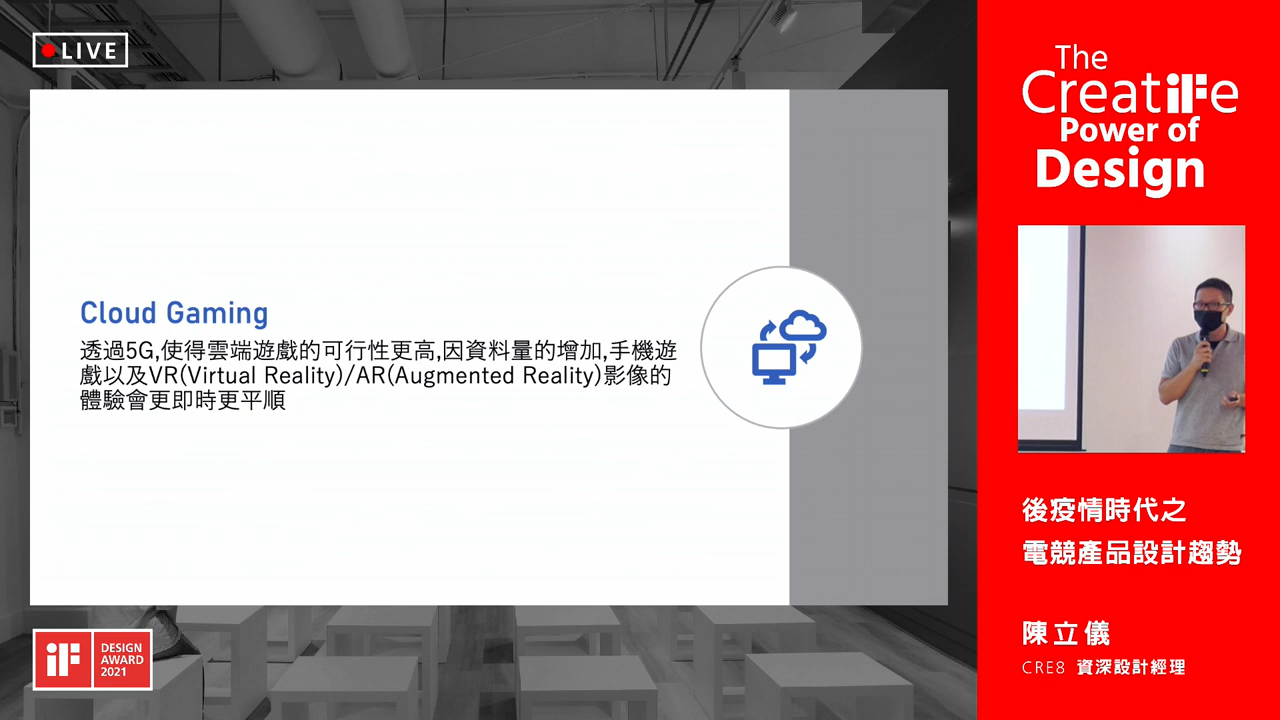 LIVE
Cloud Gaming
透過5G,使得雲端遊戲的可行性更高,因資料量的增加,手機遊
戲以及VR(Virtual Reality)/AR(Augmented Reality)影像的
體驗會更即時更平順
iF
DESIGN
AWARD
2021
The
CreatiFe
Power of
Design
後疫情時代之
電競產品設計趨勢
陳立儀
CRE8 資深設計經理